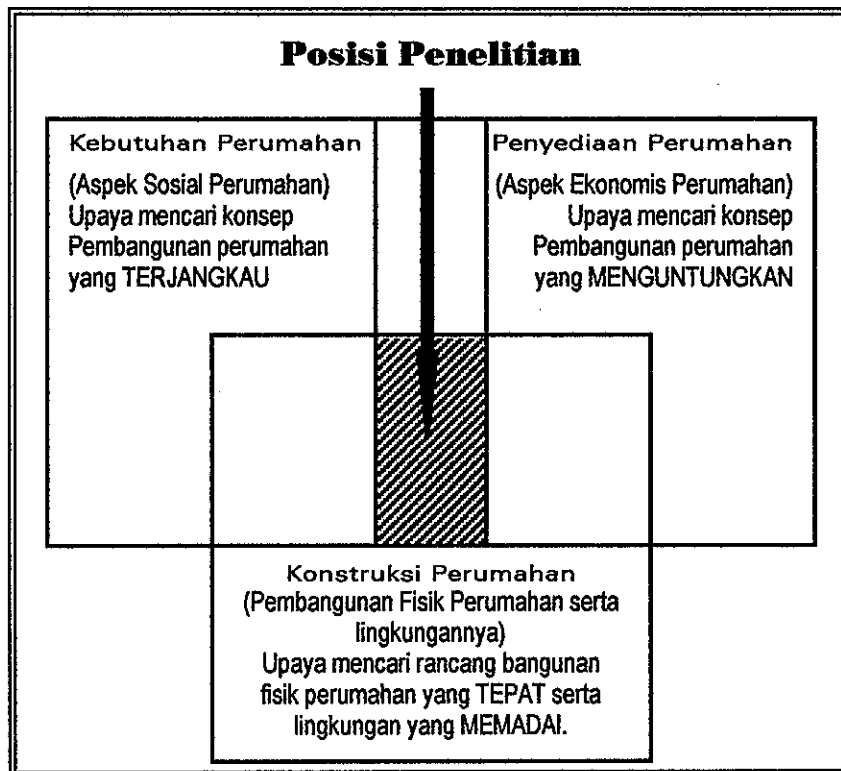 Posisi Penelitian
Kebutuhan Perumahan
(Aspek Sosial Perumahan)
Upaya mencari konsep
Pembangunan perumahan
yang TERJANGKAU
Penyediaan Perumahan
(Aspek Ekonomis Perumahan)
Upaya mencari konsep
Pembangunan perumahan
yang MENGUNTUNGKAN
Konstruksi Perumahan
(Pembangunan Fisik Perumahan serta
lingkungannya)
Upaya mencari rancang bangunan
fisik perumahan yang TEPAT serta
lingkungan yang MEMADAI.